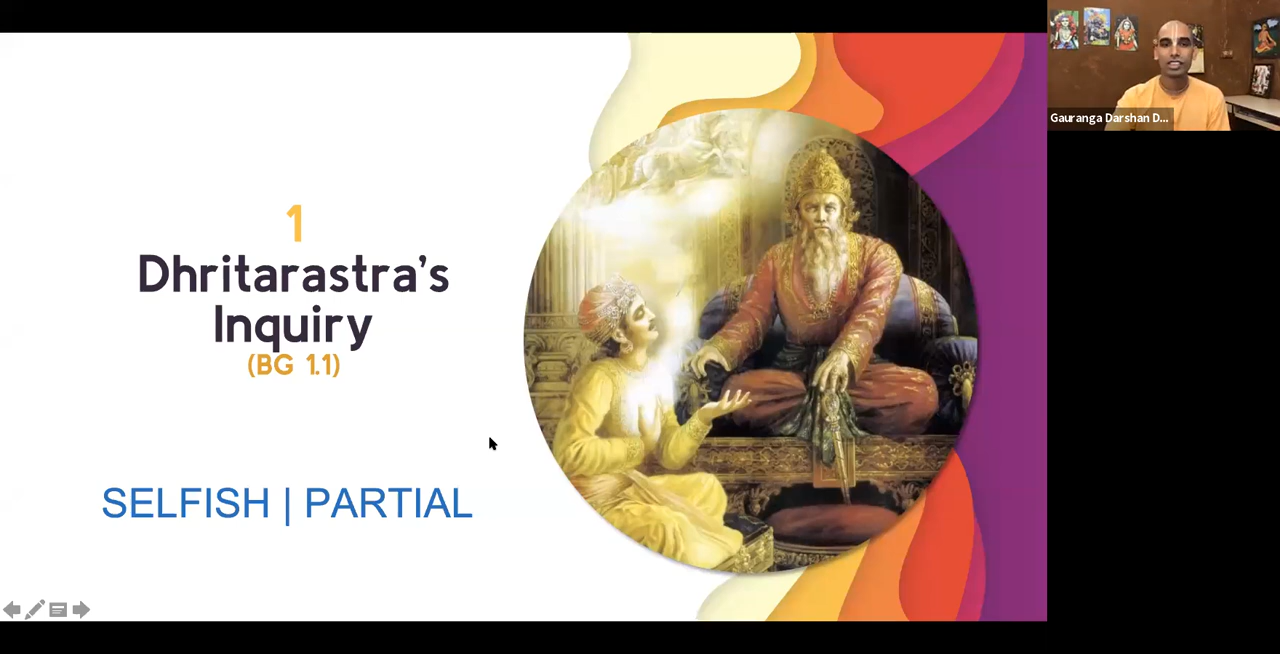 1
Dhritarastra's
Inquiry
(BG 1.1)
SELFISH | PARTIAL
Gauranga Darshan D...